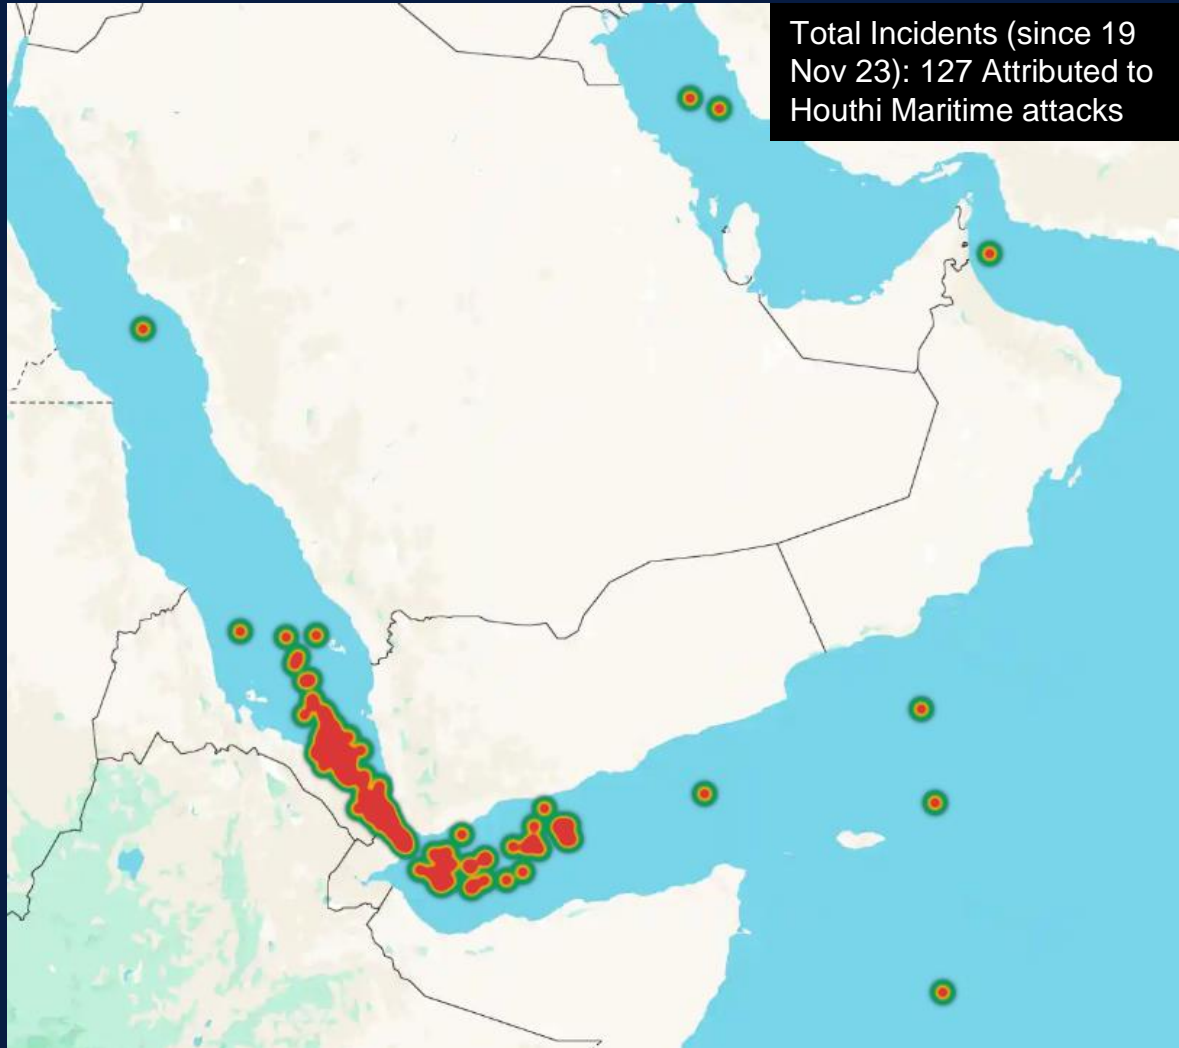 Total Incidents (since 19
Nov 23): 127 Attributed to
Houthi Maritime attacks